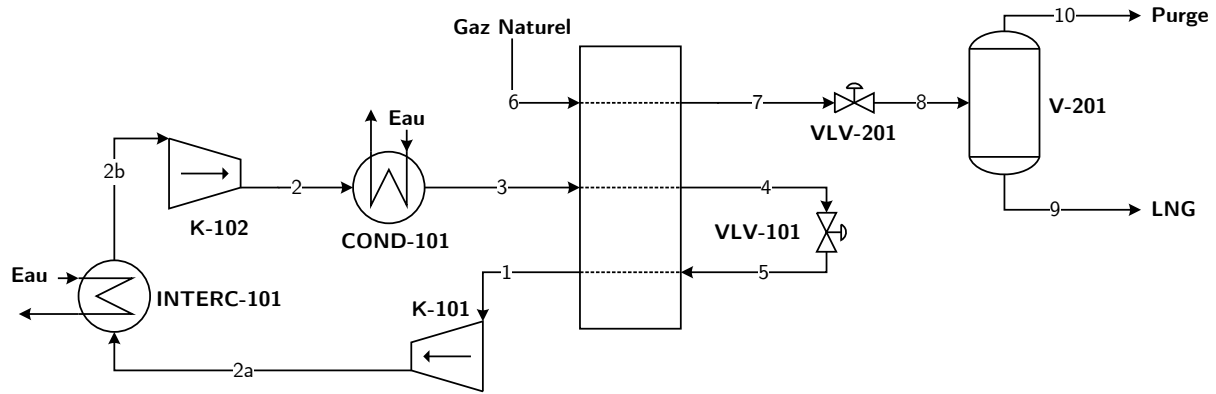 10
Purge
Gaz Naturel
6
7
8
V-201
VLV-201
Eau
2b
2
3
4
K-102
COND-101
VLV-101
9
LNG
Eau
1
5
INTERC-101
K-101
2a